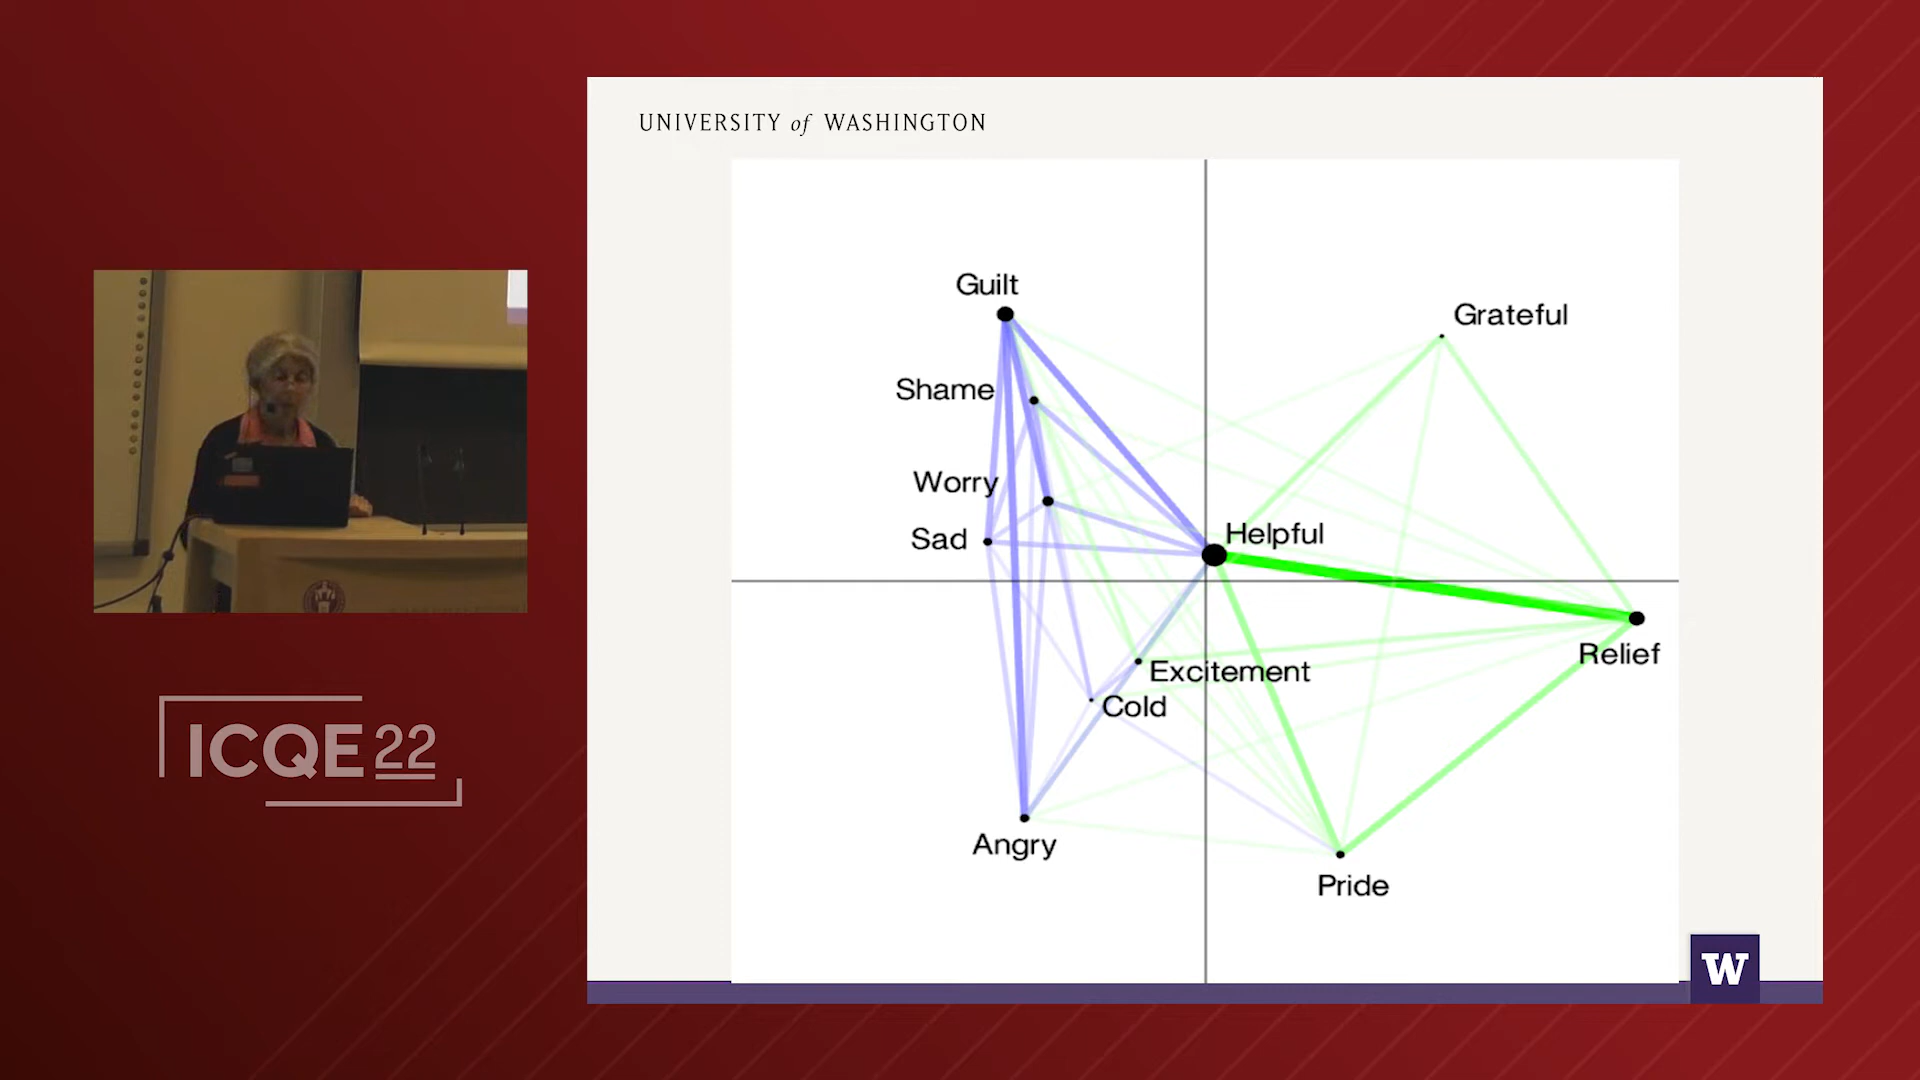 UNIVERSITY of WASHINGTON
Guilt
Grateful
Shame
Worry
Sad
Helpful
Relief
Excitement
Cold
Angry
Pride
W
ICQE22